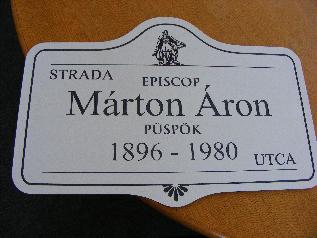 STRADA EPISCOP
Márton Áron
PÜSPÖK
1896 - 1980 UTCA